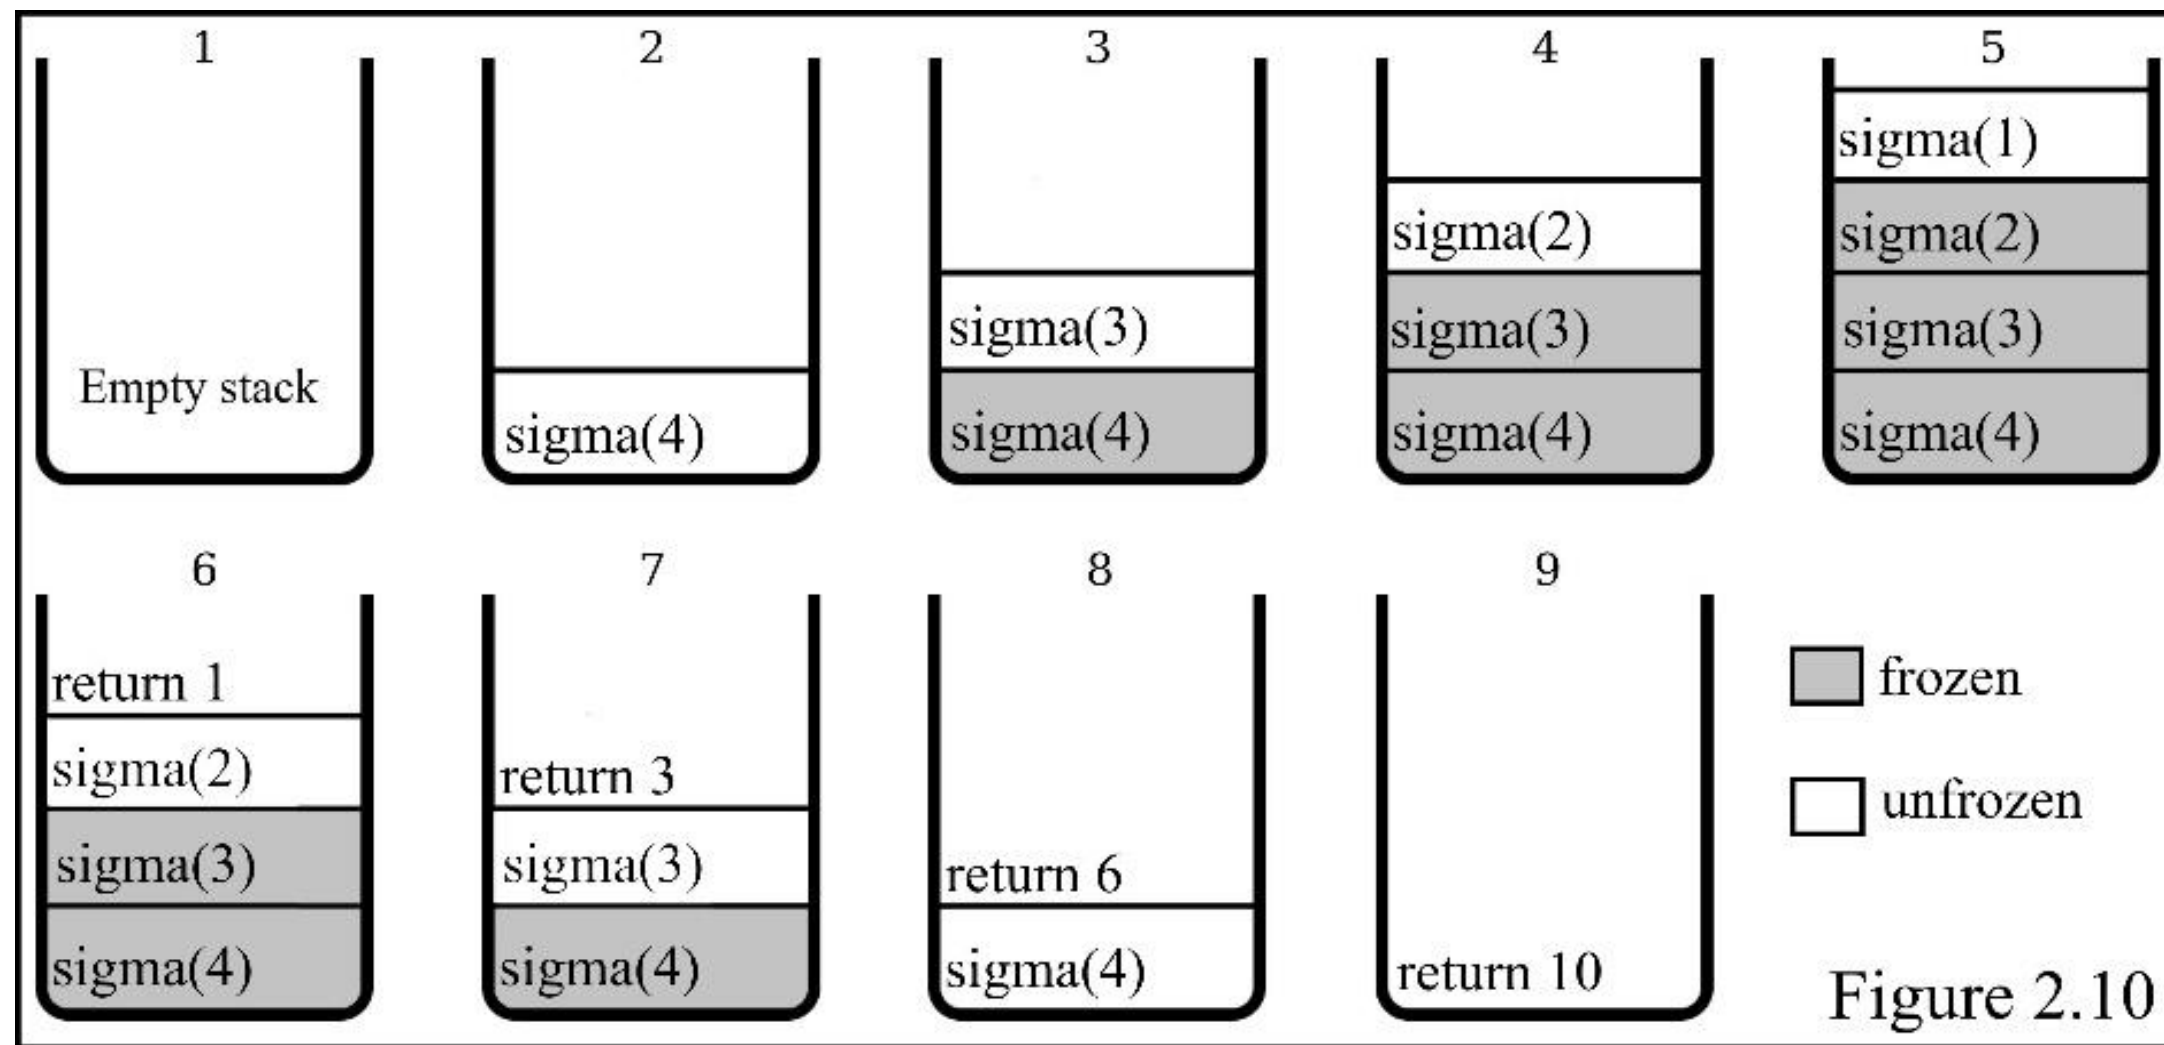 1
Empty stack
2
sigma(4)
3
sigma(3)
sigma(4)
4
sigma(2)
sigma(3)
sigma(4)
5
sigma(1)
sigma(2)
sigma(3)
sigma(4)
6
return 1
sigma(2)
sigma(3)
sigma(4)
7
return 3
sigma(3)
sigma(4)
8
return 6
sigma(4)
9
return 10
frozen
unfrozen
Figure 2.10